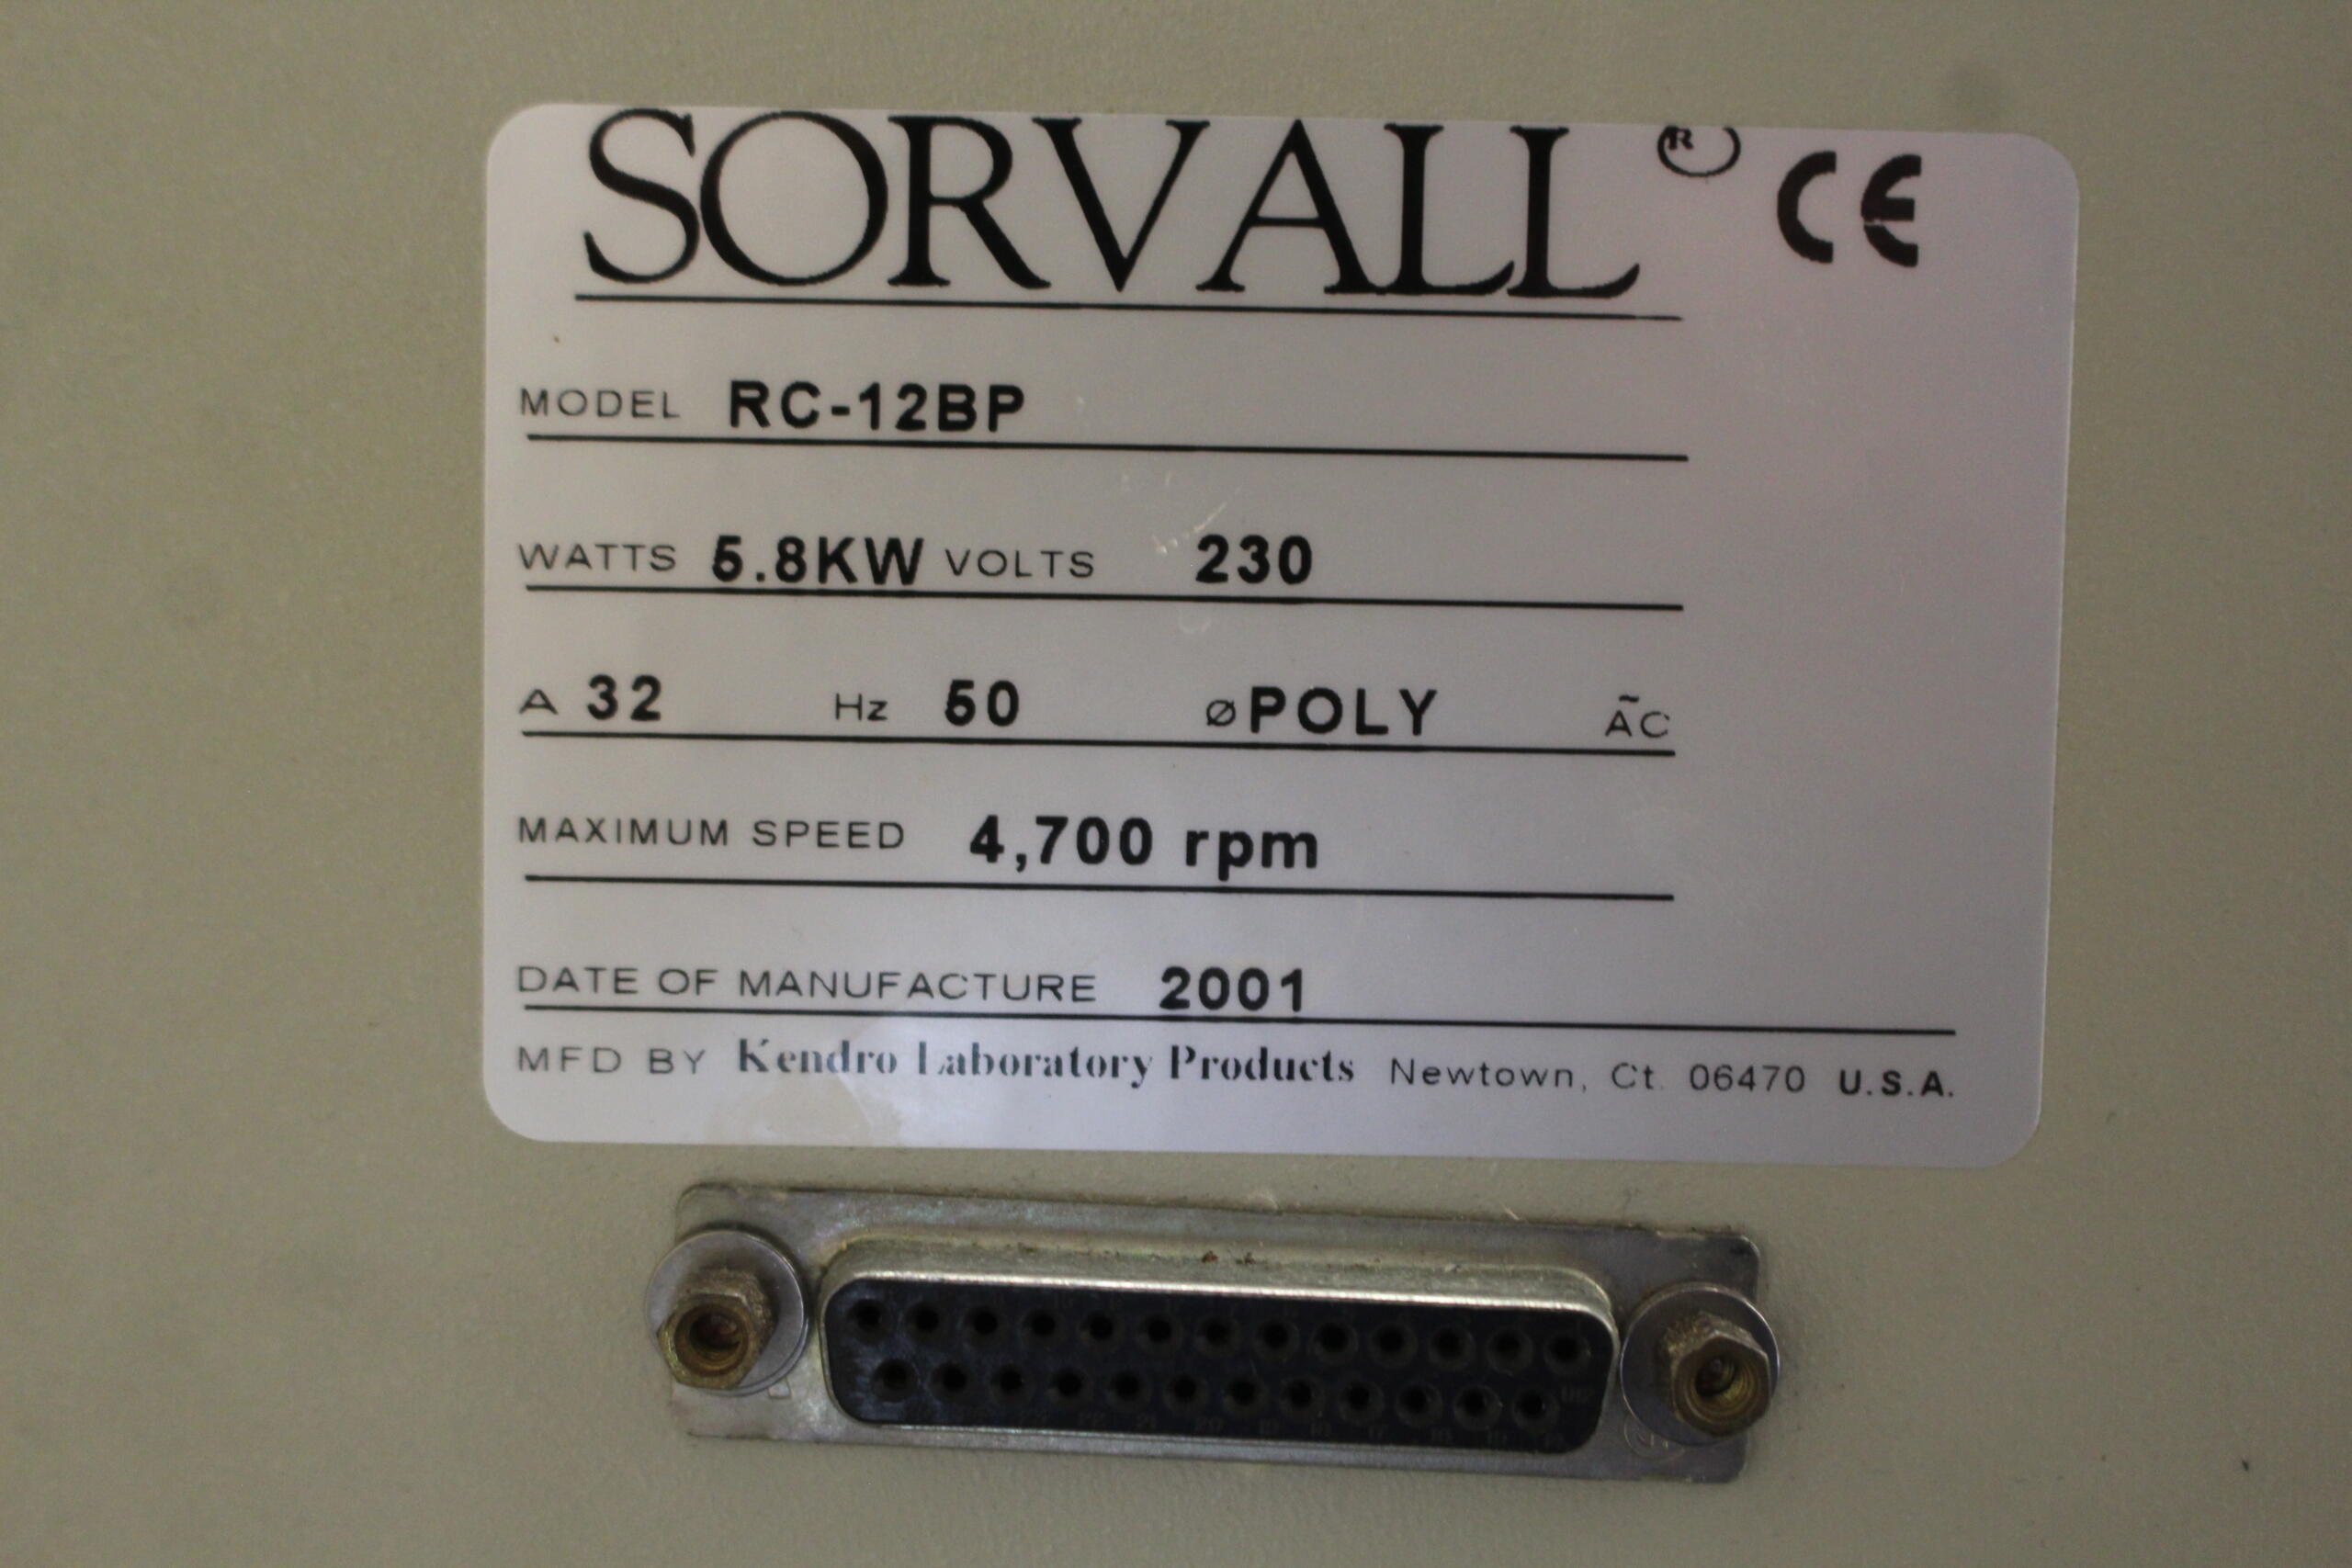 SORVALL ® CE
MODEL RC-12BP
WATTS 5.8KW VOLTS 230
A 32 Hz 50 øPOLY ÃC
MAXIMUM SPEED 4,700 rpm
DATE OF MANUFACTURE 2001
MFD BY Kendro Laboratory Products Newtown, Ct. 06470 U.S.A.